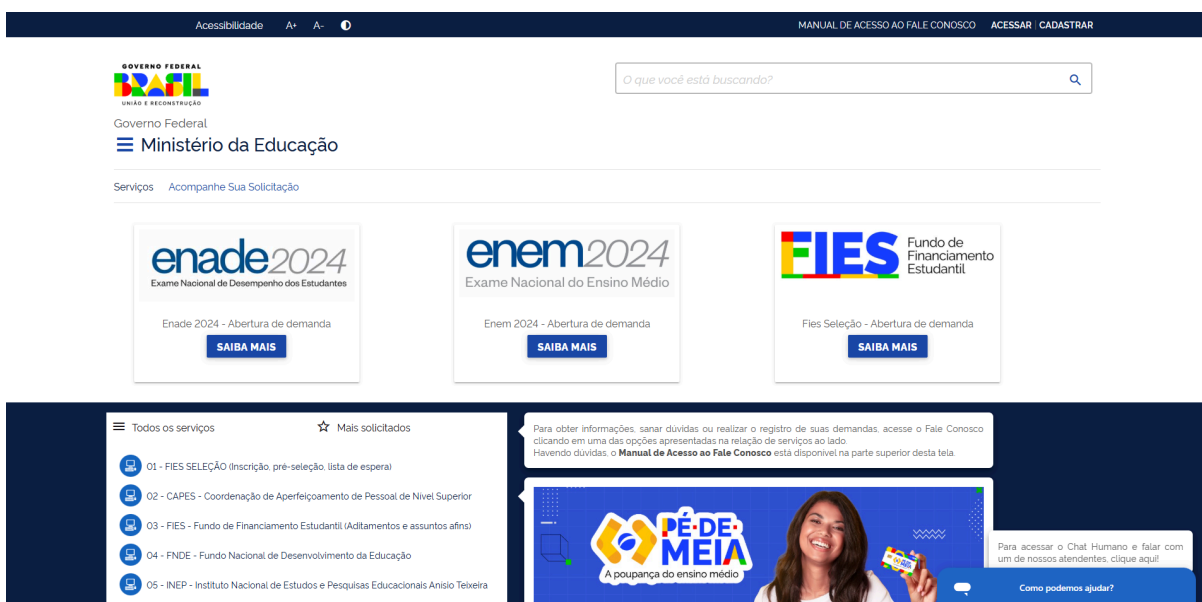 Acessibilidade A+ A- MANUAL DE ACESSO AO FALE CONOSCO ACESSAR | CADASTRAR
GOVERNO FEDERAL
BRASIL
UNIÃO E RECONSTRUÇÃO
O que você está buscando?
Governo Federal
Ministério da Educação
Serviços Acompanhe Sua Solicitação
enade2024
Exame Nacional de Desempenho dos Estudantes
Enade 2024 - Abertura de demanda
SAIBA MAIS
enem2024
Exame Nacional do Ensino Médio
Enem 2024 - Abertura de demanda
SAIBA MAIS
FIES
Fundo de
Financiamento
Estudantil
Fies Seleção - Abertura de demanda
SAIBA MAIS
Todos os serviços Mais solicitados
01 - FIES SELEÇÃO (Inscrição, pré-seleção, lista de espera)
02 - CAPES - Coordenação de Aperfeiçoamento de Pessoal de Nível Superior
03 - FIES - Fundo de Financiamento Estudantil (Aditamentos e assuntos afins)
04 - FNDE - Fundo Nacional de Desenvolvimento da Educação
05 - INEP - Instituto Nacional de Estudos e Pesquisas Educacionais Anisio Teixeira
Para obter informações, sanar dúvidas ou realizar o registro de suas demandas, acesse o Fale Conosco
clicando em uma das opções apresentadas na relação de serviços ao lado.
Havendo dúvidas, o Manual de Acesso ao Fale Conosco está disponível na parte superior desta tela.
PÉ-DE-
MEIA
A poupança do ensino médio
Para acessar o Chat Humano e falar com
um de nossos atendentes, clique aqui!
Como podemos ajudar?